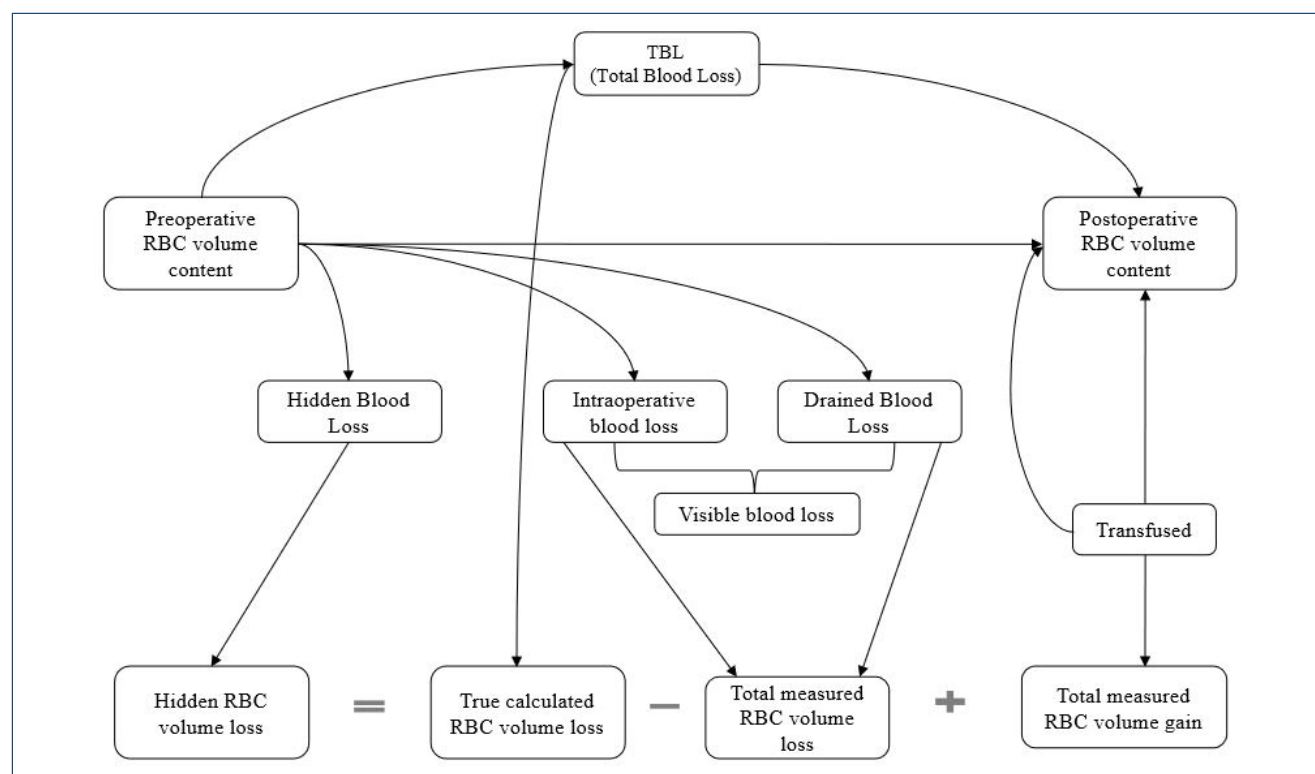 TBL
(Total Blood Loss)
Preoperative
RBC volume
content
Postoperative
RBC volume
content
Hidden Blood
Loss
Intraoperative
blood loss
Drained Blood
Loss
Visible blood loss
Transfused
Hidden RBC
volume loss
=
True calculated
RBC volume loss
−
Total measured
RBC volume
loss
+
Total measured
RBC volume gain